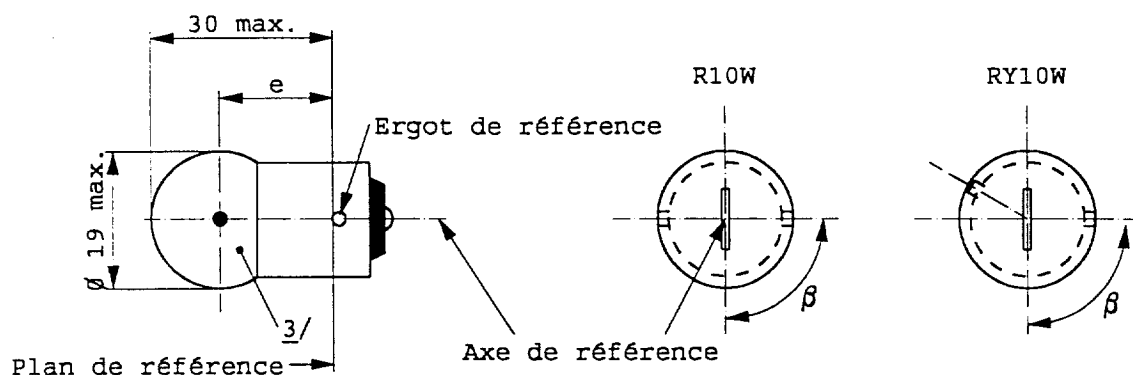 30 max.
R10W
RY10W
e
Ergot de référence
Ø 19 max.
β
β
3/
Axe de référence
Plan de référence